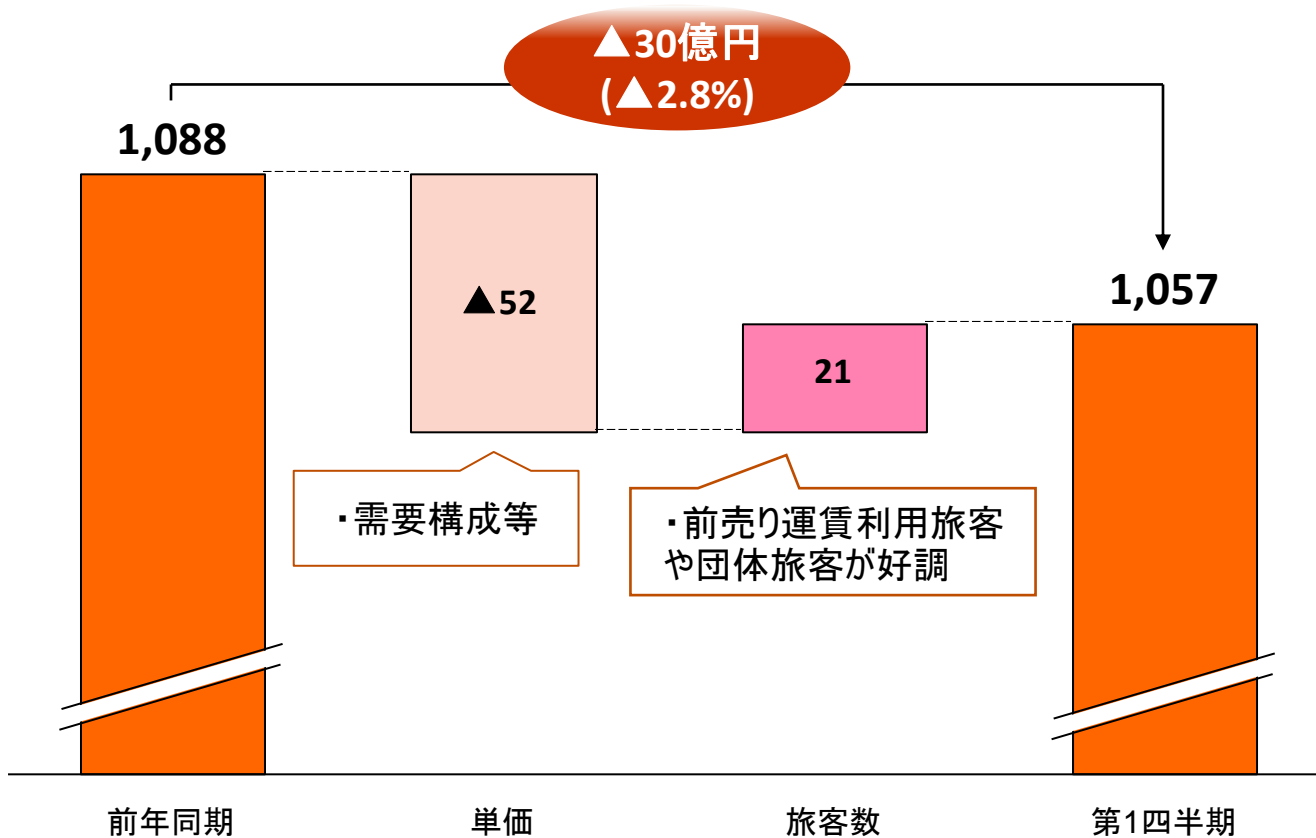 ▲30億円
(▲2.8%)
1,088
▲52
21
1,057
・需要構成等
・前売り運賃利用旅客
や団体旅客が好調
前年同期
単価
旅客数
第1四半期